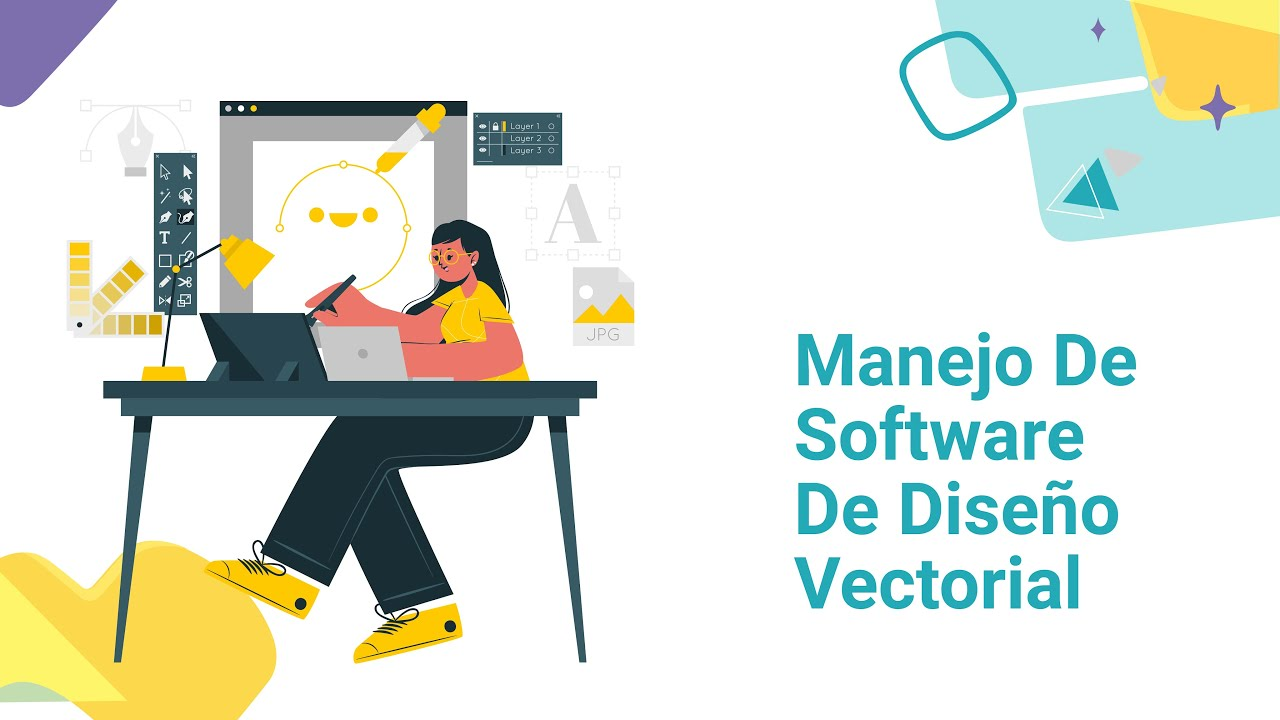 Layer 1
Layer 2
Layer 3
T
A
JPG
Manejo De
Software
De Diseño
Vectorial